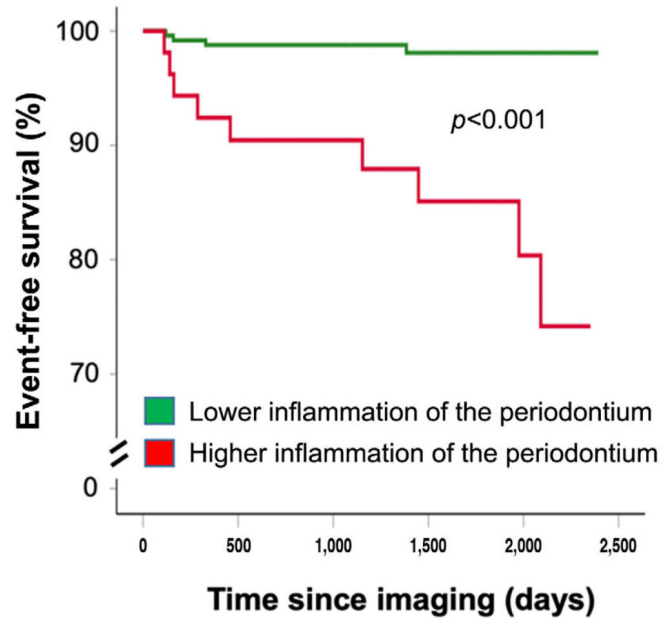 Event-free survival (%)
100
90
80
70
0
p<0.001
Lower inflammation of the periodontium
Higher inflammation of the periodontium
0 500 1,000 1,500 2,000 2,500
Time since imaging (days)